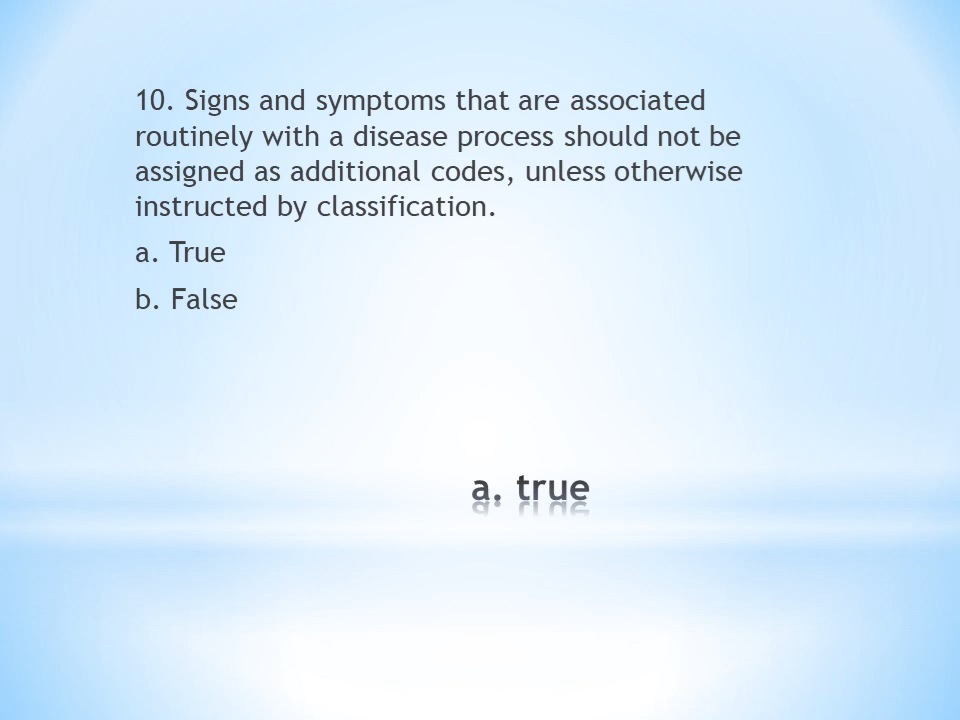 10. Signs and symptoms that are associated
routinely with a disease process should not be
assigned as additional codes, unless otherwise
instructed by classification.
a. True
b. False
a. true